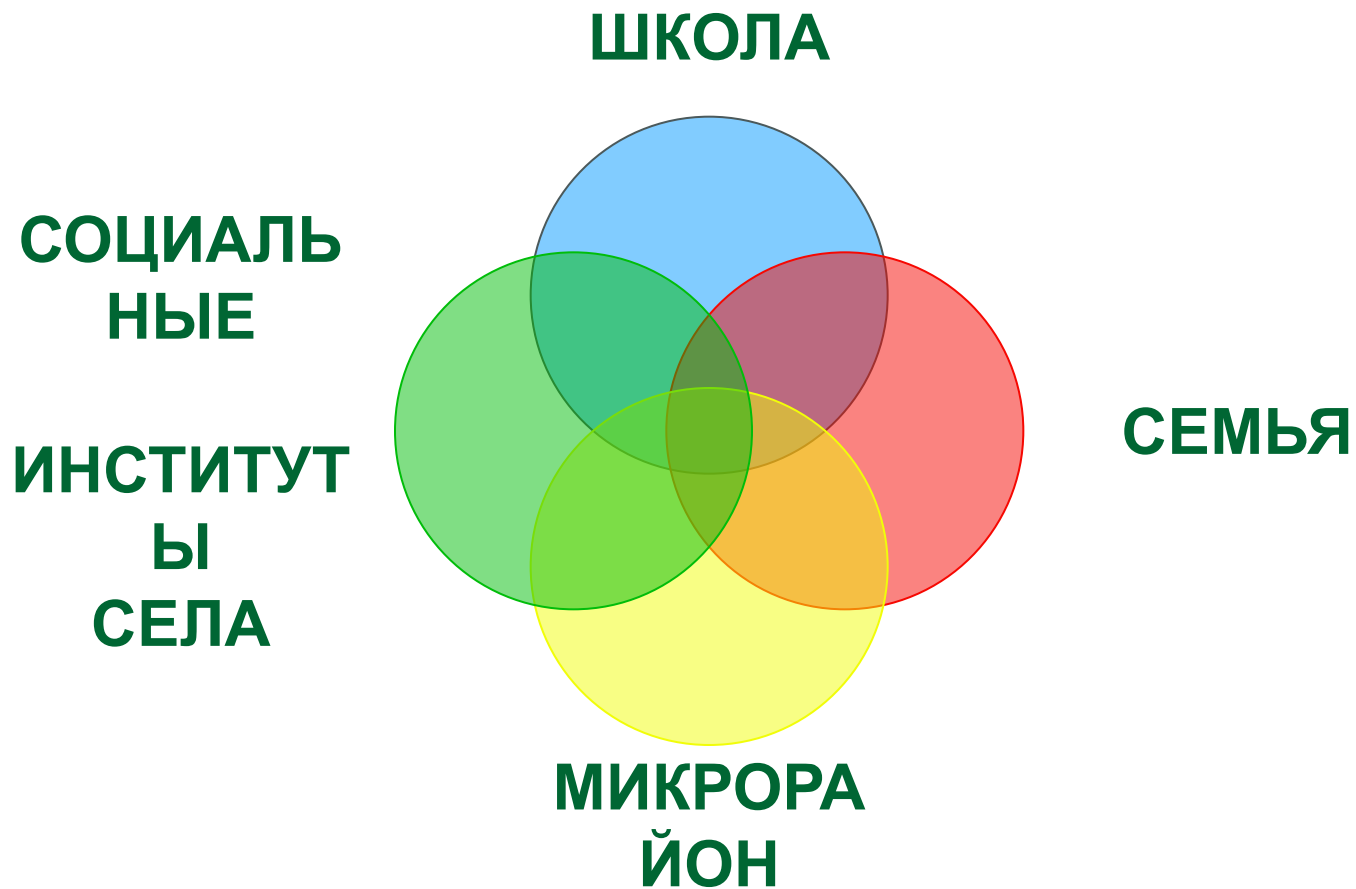 ШКОЛА
СОЦИАЛЬ
НЫЕ
ИНСТИТУТ
Ы
СЕЛА
СЕМЬЯ
МИКРОРА
ЙОН